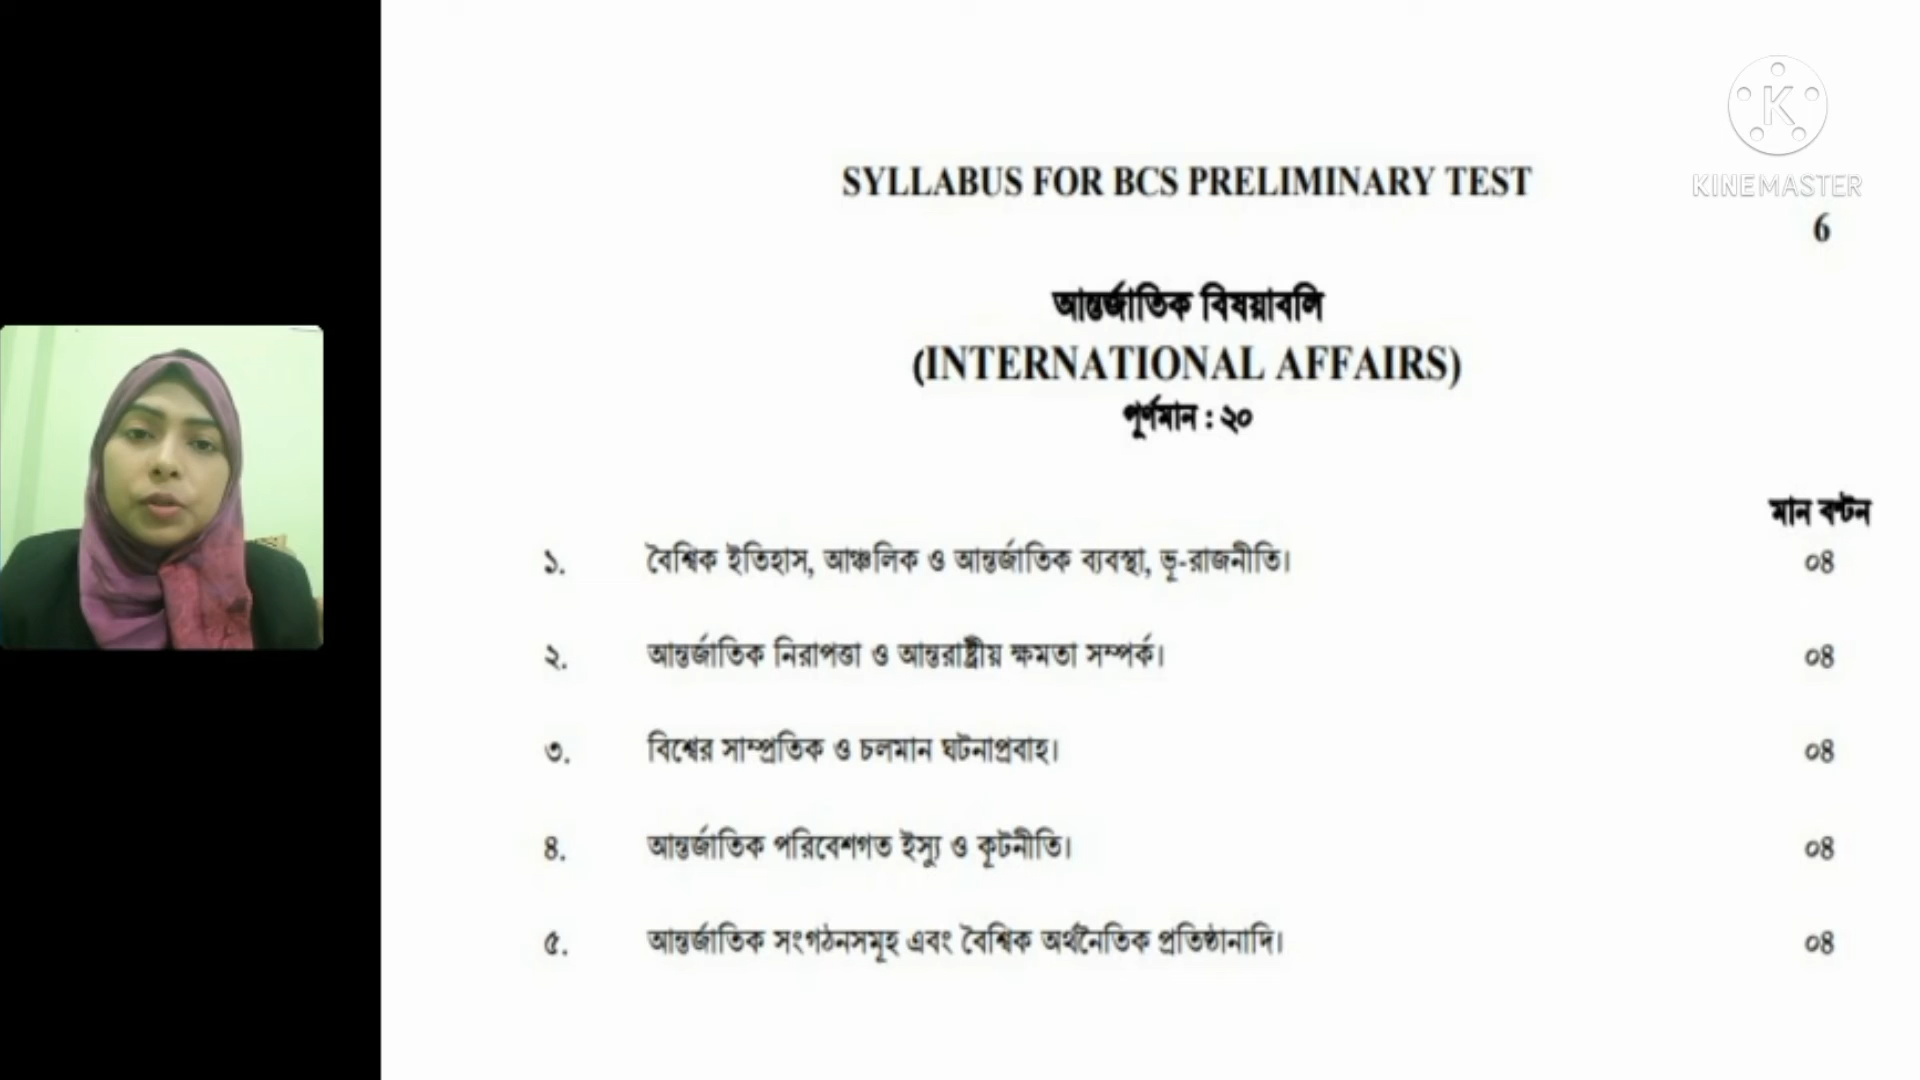 SYLLABUS FOR BCS PRELIMINARY TEST
KINEMASTER
6
আন্তর্জাতিক বিষয়াবলি
(INTERNATIONAL AFFAIRS)
পূর্ণমান : ২০
মান বণ্টন
১. বৈশ্বিক ইতিহাস, আঞ্চলিক ও আন্তর্জাতিক ব্যবস্থা, ভূ-রাজনীতি। ০৪
২. আন্তর্জাতিক নিরাপত্তা ও আন্তরাষ্ট্রীয় ক্ষমতা সম্পর্ক। ০৪
৩. বিশ্বের সাম্প্রতিক ও চলমান ঘটনাপ্রবাহ। ০৪
৪. আন্তর্জাতিক পরিবেশগত ইস্যু ও কূটনীতি। ০৪
৫. আন্তর্জাতিক সংগঠনসমূহ এবং বৈশ্বিক অর্থনৈতিক প্রতিষ্ঠানাদি। ০৪